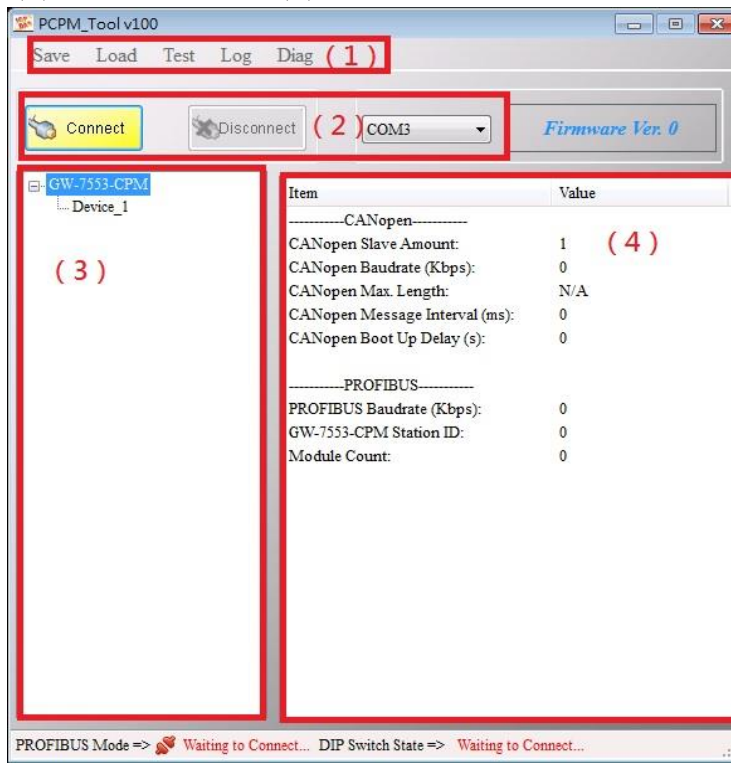 PCPM_Tool v100
Save Load Test Log Diag (1)
Connect Disconnect (2) COM3 Firmware Ver. 0
GW-7553-CPM
Device_1
(3)
Item Value
-----------CANopen-----------
CANopen Slave Amount: 1 (4)
CANopen Baudrate (Kbps): 0
CANopen Max. Length: N/A
CANopen Message Interval (ms): 0
CANopen Boot Up Delay (s): 0
-----------PROFIBUS-----------
PROFIBUS Baudrate (Kbps): 0
GW-7553-CPM Station ID: 0
Module Count: 0
PROFIBUS Mode => Waiting to Connect... DIP Switch State => Waiting to Connect...